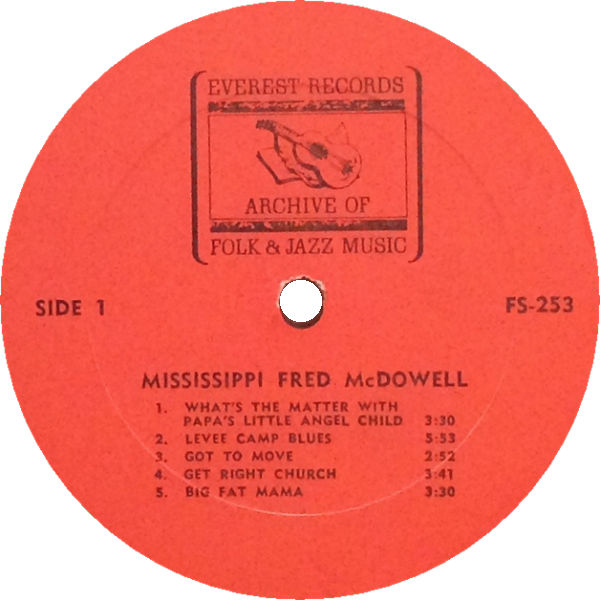 EVEREST RECORDS
ARCHIVE OF
FOLK & JAZZ MUSIC
SIDE 1 FS-253
MISSISSIPPI FRED McDOWELL
1. WHAT'S THE MATTER WITH
PAPA'S LITTLE ANGEL CHILD 3:30
2. LEVEE CAMP BLUES 5:53
3. GOT TO MOVE 2:52
4. GET RIGHT CHURCH 3:41
5. BIG FAT MAMA 3:30